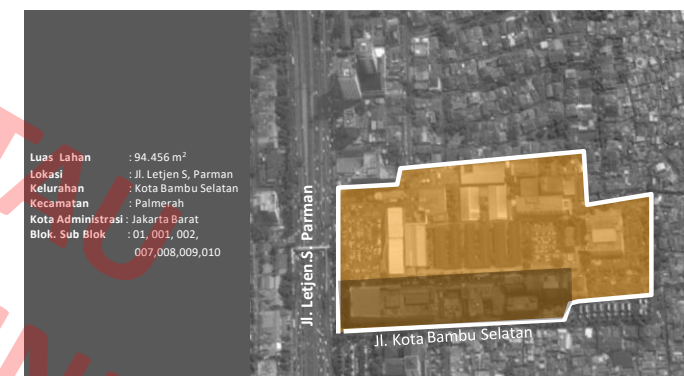 Luas Lahan : 94.456 m²
Lokasi : Jl. Letjen S, Parman
Kelurahan : Kota Bambu Selatan
Kecamatan : Palmerah
Kota Administrasi : Jakarta Barat
Blok. Sub Blok : 01, 001, 002,
007,008,009,010
Jl. Letjen.S. Parman
Jl. Kota Bambu Selatan
TAU